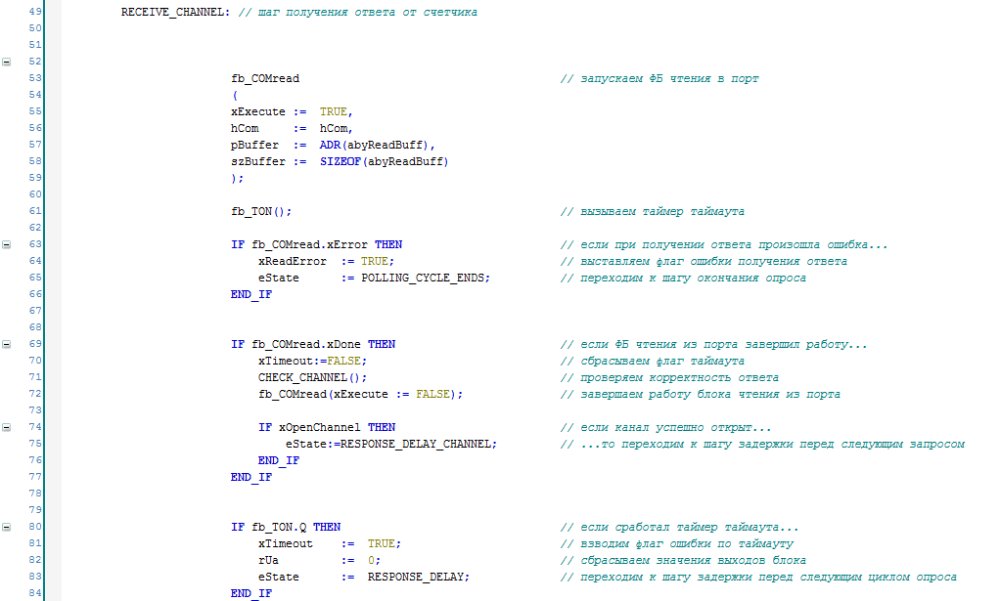 49 RECEIVE_CHANNEL: // шаг получения ответа от счетчика
50
51
52
53 fb_COMread // запускаем ФБ чтения в порт
54 (
55 xExecute := TRUE,
56 hCom := hCom,
57 pBuffer := ADR(abyReadBuff),
58 szBuffer := SIZEOF(abyReadBuff)
59 );
60
61 fb_TON(); // вызываем таймер таймаута
62
63 IF fb_COMread.xError THEN // если при получении ответа произошла ошибка...
64 xReadError := TRUE; // выставляем флаг ошибки получения ответа
65 eState := POLLING_CYCLE_ENDS; // переходим к шагу окончания опроса
66 END_IF
67
68
69 IF fb_COMread.xDone THEN // если ФБ чтения из порта завершил работу...
70 xTimeout:=FALSE; // сбрасываем флаг таймаута
71 CHECK_CHANNEL(); // проверяем корректность ответа
72 fb_COMread(xExecute := FALSE); // завершаем работу блока чтения из порта
73
74 IF xOpenChannel THEN // если канал успешно открыт...
75 eState:=RESPONSE_DELAY_CHANNEL; // ...то переходим к шагу задержки перед следующим запросом
76 END_IF
77 END_IF
78
79
80 IF fb_TON.Q THEN // если сработал таймер таймаута...
81 xTimeout := TRUE; // взводим флаг ошибки по таймауту
82 rUa := 0; // сбрасываем значения выходов блока
83 eState := RESPONSE_DELAY; // переходим к шагу задержки перед следующим циклом опроса
84 END_IF